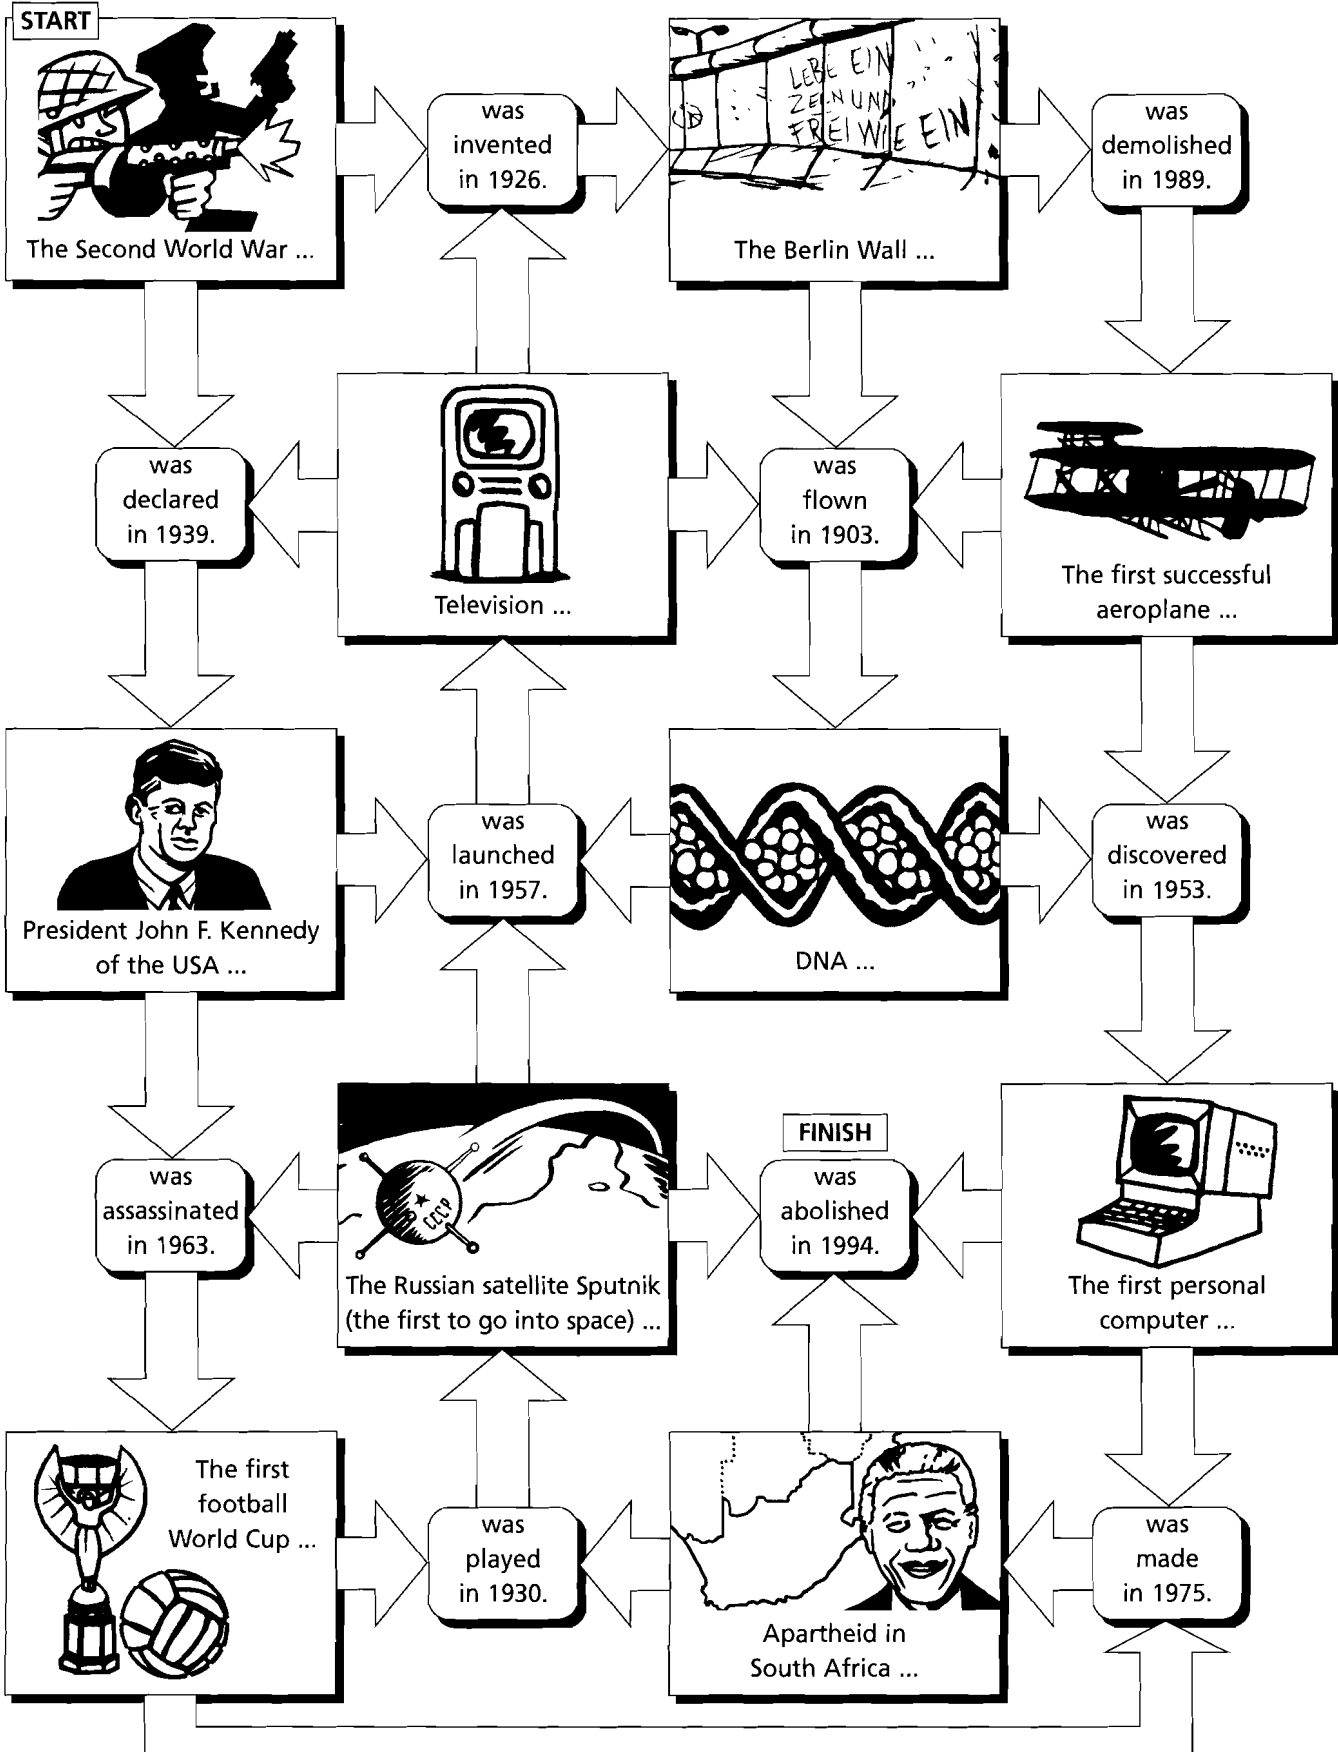 START
The Second World War ...
was
invented
in 1926.
LEBE EIN
ZELN UND
FREI WIE EIN
The Berlin Wall ...
was
demolished
in 1989.
was
declared
in 1939.
Television ...
was
flown
in 1903.
The first successful
aeroplane ...
President John F. Kennedy
of the USA ...
was
launched
in 1957.
DNA ...
was
discovered
in 1953.
was
assassinated
in 1963.
CCCP
The Russian satellite Sputnik
(the first to go into space) ...
FINISH
was
abolished
in 1994.
The first personal
computer ...
The first
football
World Cup ...
was
played
in 1930.
Apartheid in
South Africa ...
was
made
in 1975.